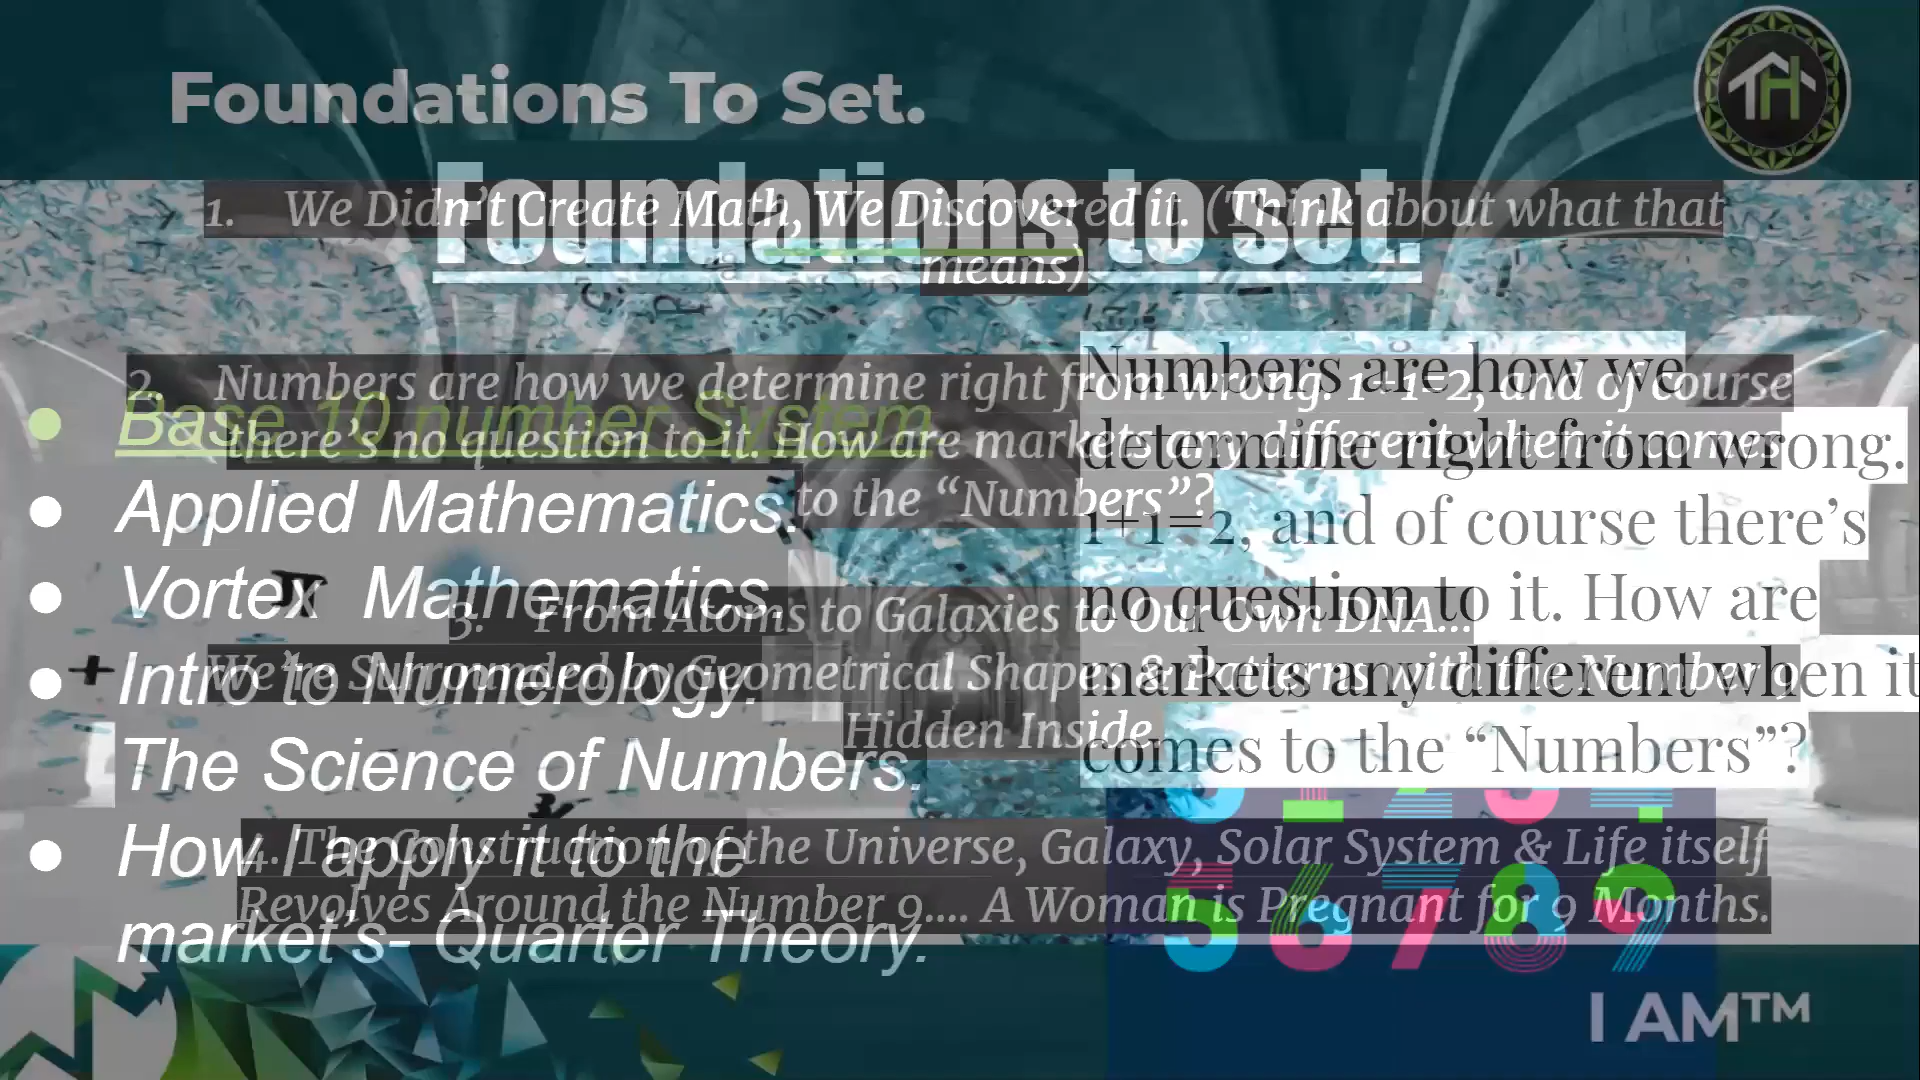 Foundations To Set.
TH
Foundations to set.
1. We Didn't Create Math, We Discovered it. (Think about what that
means)
2. Numbers are how we determine right from wrong. 1+1=2, and of course
there's no question to it. How are markets any different when it comes
to the “Numbers”?
3. From Atoms to Galaxies to Our Own DNA...
We're Surrounded by Geometrical Shapes & Patterns with the Number 9
Hidden Inside.
4. The Construction of the Universe, Galaxy, Solar System & Life itself
Revolves Around the Number 9.... A Woman is Pregnant for 9 Months.
● Base 10 number System
● Applied Mathematics.
● Vortex Mathematics.
● Intro to Numerology.
The Science of Numbers.
● How I apply it to the
market's- Quarter Theory.
Numbers are how we
determine right from wrong.
1+1=2, and of course there's
no question to it. How are
markets any different when it
comes to the “Numbers”?
5 6 7 8 9
I AM™